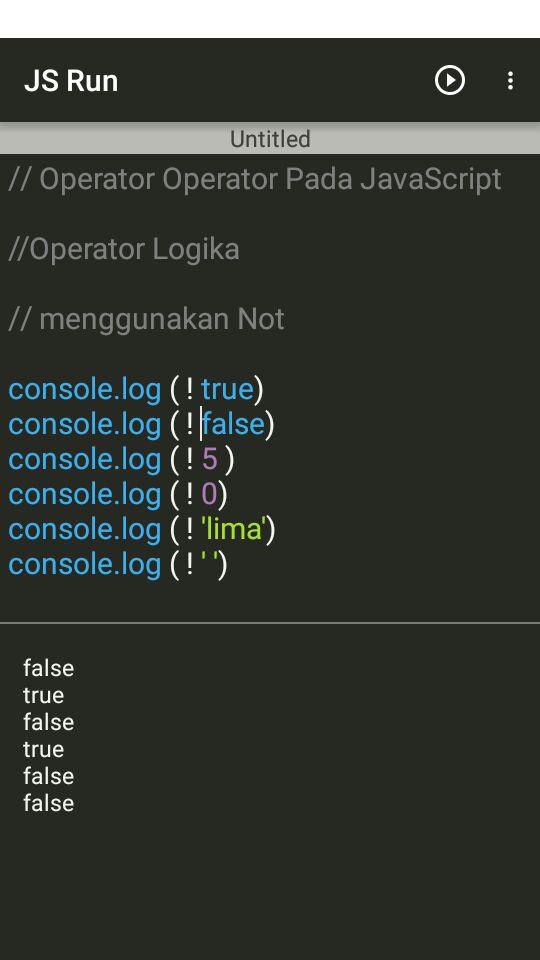 JS Run
Untitled
// Operator Operator Pada JavaScript
//Operator Logika
// menggunakan Not
console.log ( ! true)
console.log ( ! false)
console.log ( ! 5 )
console.log ( ! 0)
console.log ( ! 'lima')
console.log ( ! ' ')
false
true
false
true
false
false